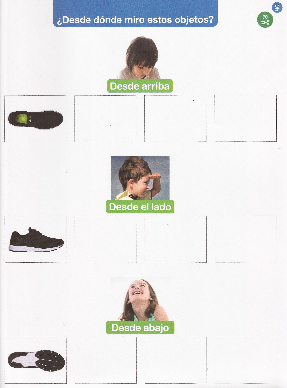 ¿Desde dónde miro estos objetos?
Desde arriba
Desde el lado
Desde abajo